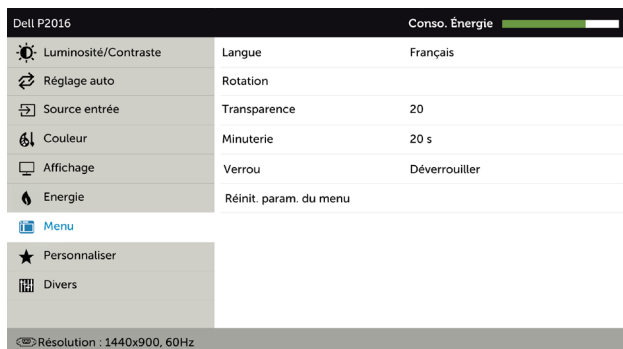 Dell P2016 Conso. Énergie
Luminosité/Contraste Langue Français
Réglage auto Rotation
Source entrée Transparence 20
Couleur Minuterie 20 s
Affichage Verrou Déverrouiller
Energie Réinit. param. du menu
Menu
Personnaliser
Divers
Résolution : 1440x900, 60Hz